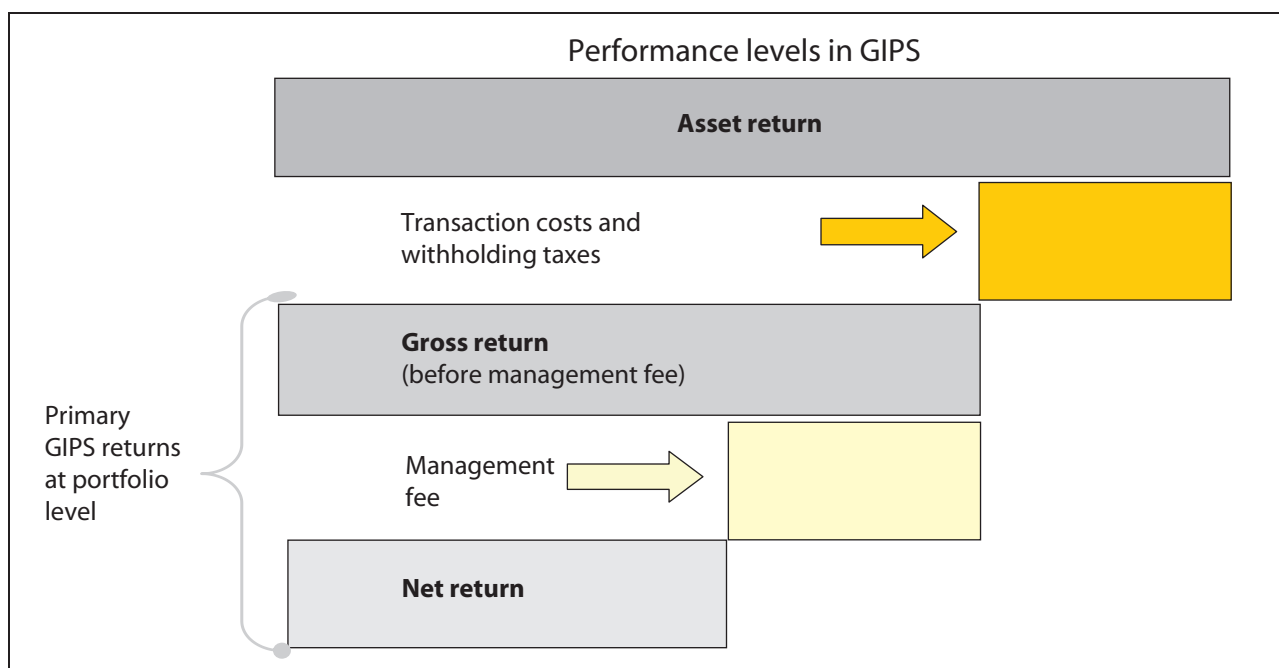 Performance levels in GIPS
Asset return
Transaction costs and
withholding taxes
Gross return
(before management fee)
Primary
GIPS returns
at portfolio
level
Management
fee
Net return